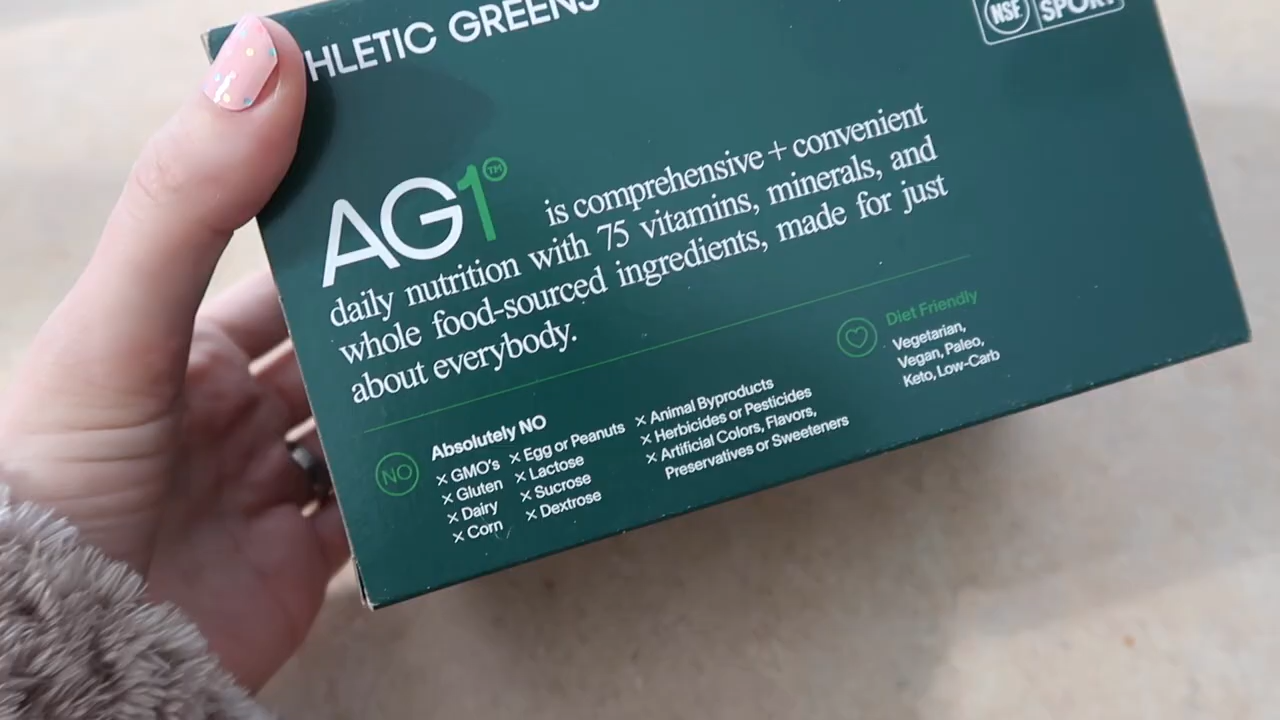 HLETIC GREENS
NSF SPORT
AG1™ is comprehensive + convenient
daily nutrition with 75 vitamins, minerals, and
whole food-sourced ingredients, made for just
about everybody.
NO
Absolutely NO
× GMO's
× Gluten
× Dairy
× Corn
× Egg or Peanuts
× Lactose
× Sucrose
× Dextrose
× Animal Byproducts
× Herbicides or Pesticides
× Artificial Colors, Flavors,
Preservatives or Sweeteners
Diet Friendly
Vegetarian,
Vegan, Paleo,
Keto, Low-Carb